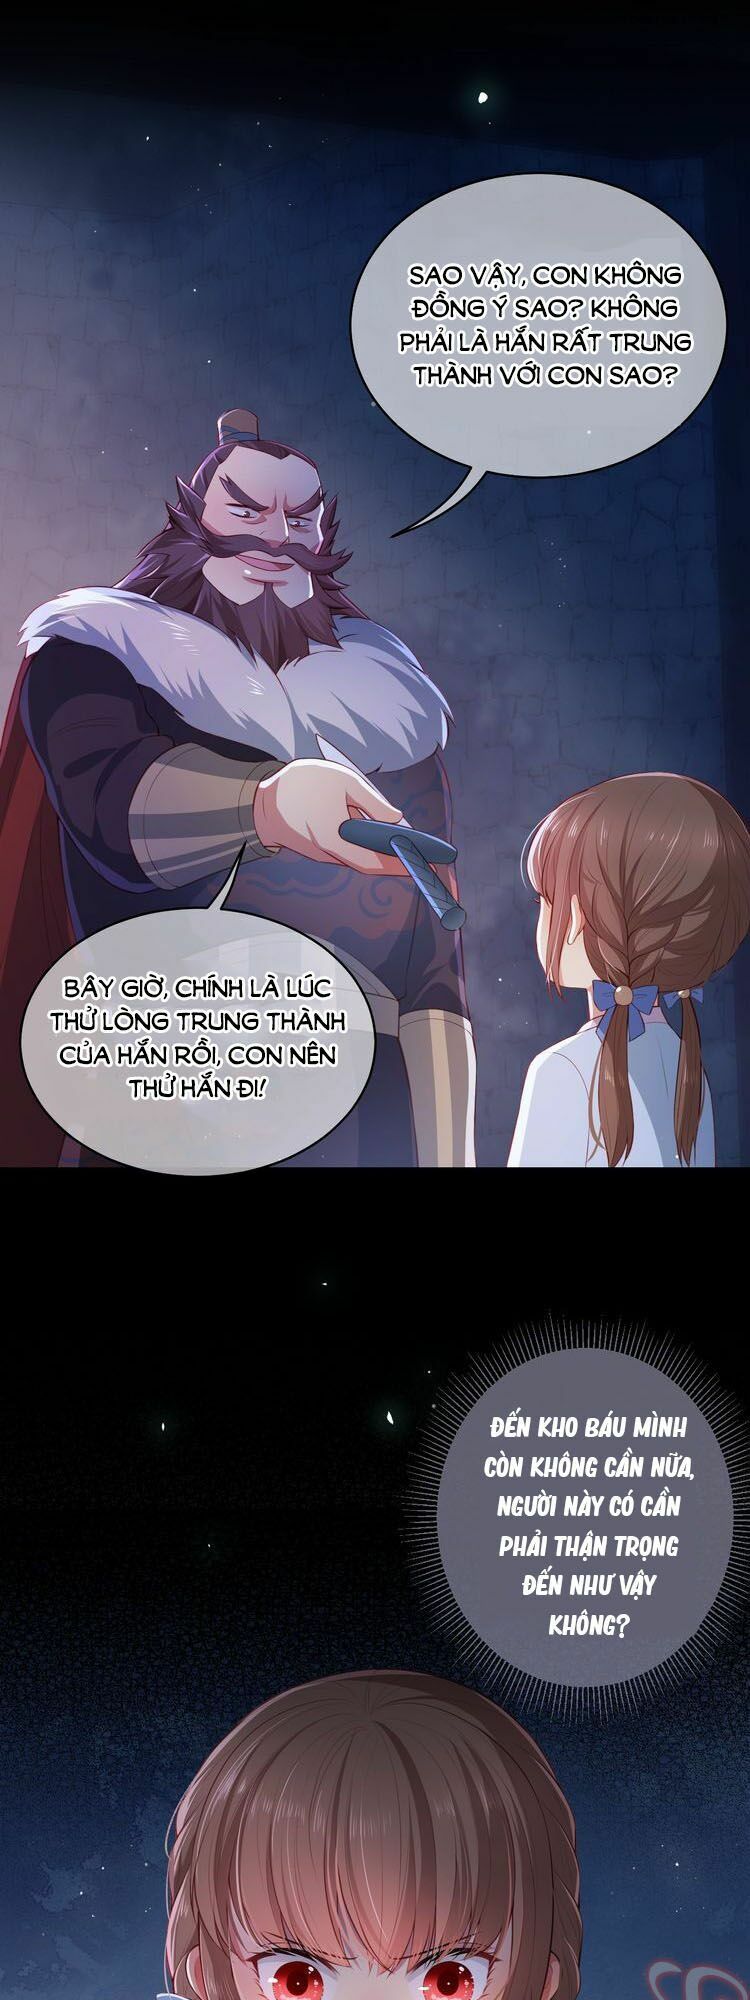 SAO VẬY, CON KHÔNG
ĐỒNG Ý SAO? KHÔNG
PHẢI LÀ HẮN RẤT TRUNG
THÀNH VỚI CON SAO?
BÂY GIỜ, CHÍNH LÀ LÚC
THỬ LÒNG TRUNG THÀNH
CỦA HẮN RỒI, CON NÊN
THỬ HẮN ĐI!
ĐẾN KHO BÁU MÌNH
CÒN KHÔNG CẦN NỮA,
NGƯỜI NÀY CÓ CẦN
PHẢI THẬN TRỌNG
ĐẾN NHƯ VẬY
KHÔNG?